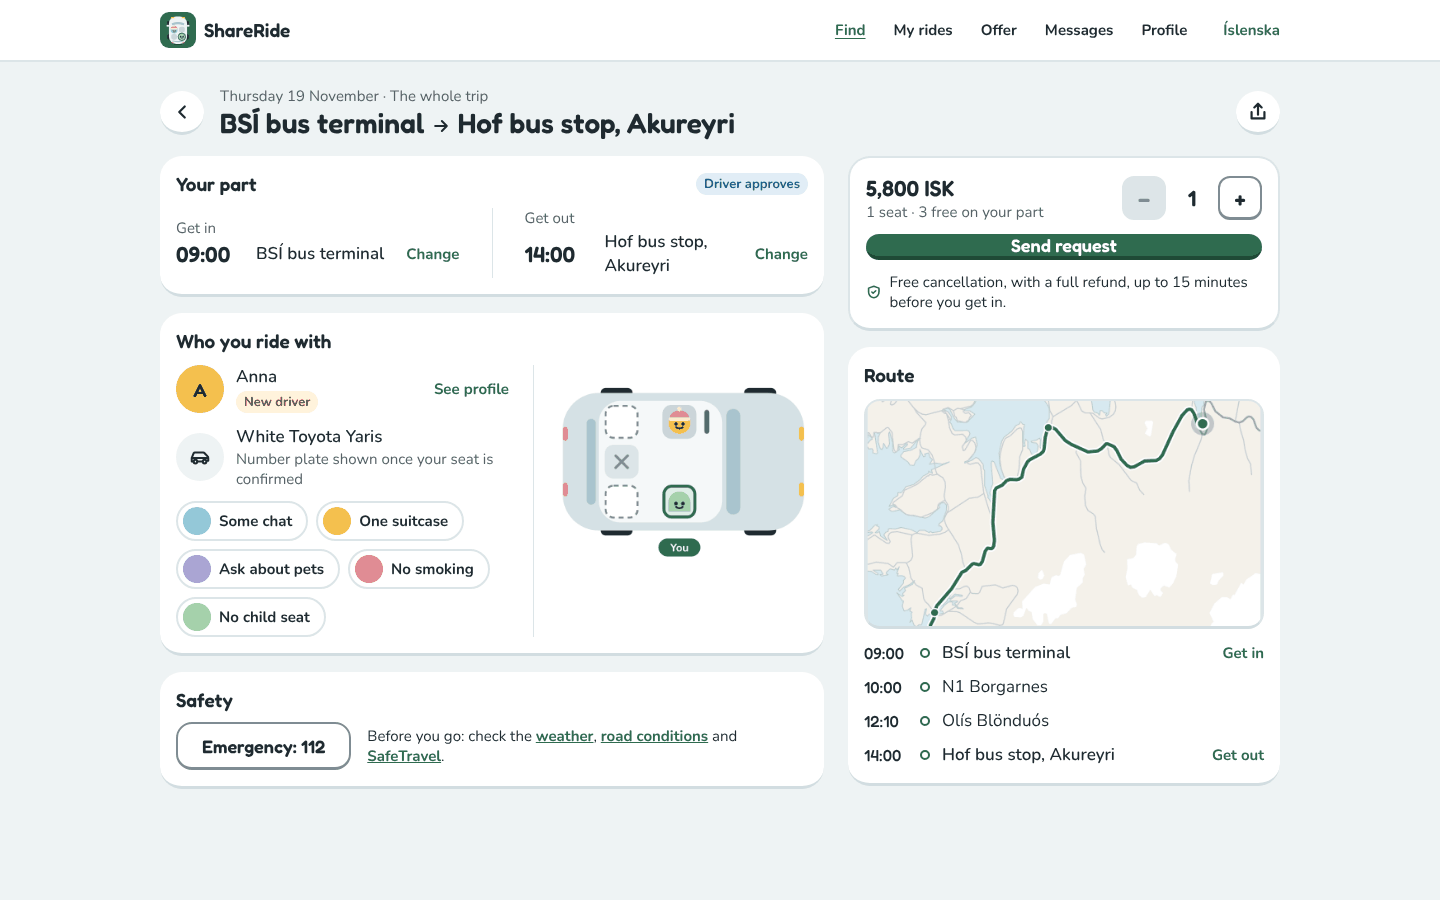 ShareRide
Find
My rides
Offer
Messages
Profile
Íslenska
Thursday 19 November · The whole trip
BSÍ bus terminal → Hof bus stop, Akureyri
Your part
Driver approves
Get in
09:00
BSÍ bus terminal
Change
Get out
14:00
Hof bus stop,
Akureyri
Change
Who you ride with
A
Anna
New driver
See profile
White Toyota Yaris
Number plate shown once your seat is
confirmed
Some chat
One suitcase
Ask about pets
No smoking
No child seat
You
Safety
Emergency: 112
Before you go: check the weather, road conditions and
SafeTravel.
5,800 ISK
1 seat · 3 free on your part
−
1
+
Send request
Free cancellation, with a full refund, up to 15 minutes
before you get in.
Route
09:00
BSÍ bus terminal
Get in
10:00
N1 Borgarnes
12:10
Olís Blönduós
14:00
Hof bus stop, Akureyri
Get out